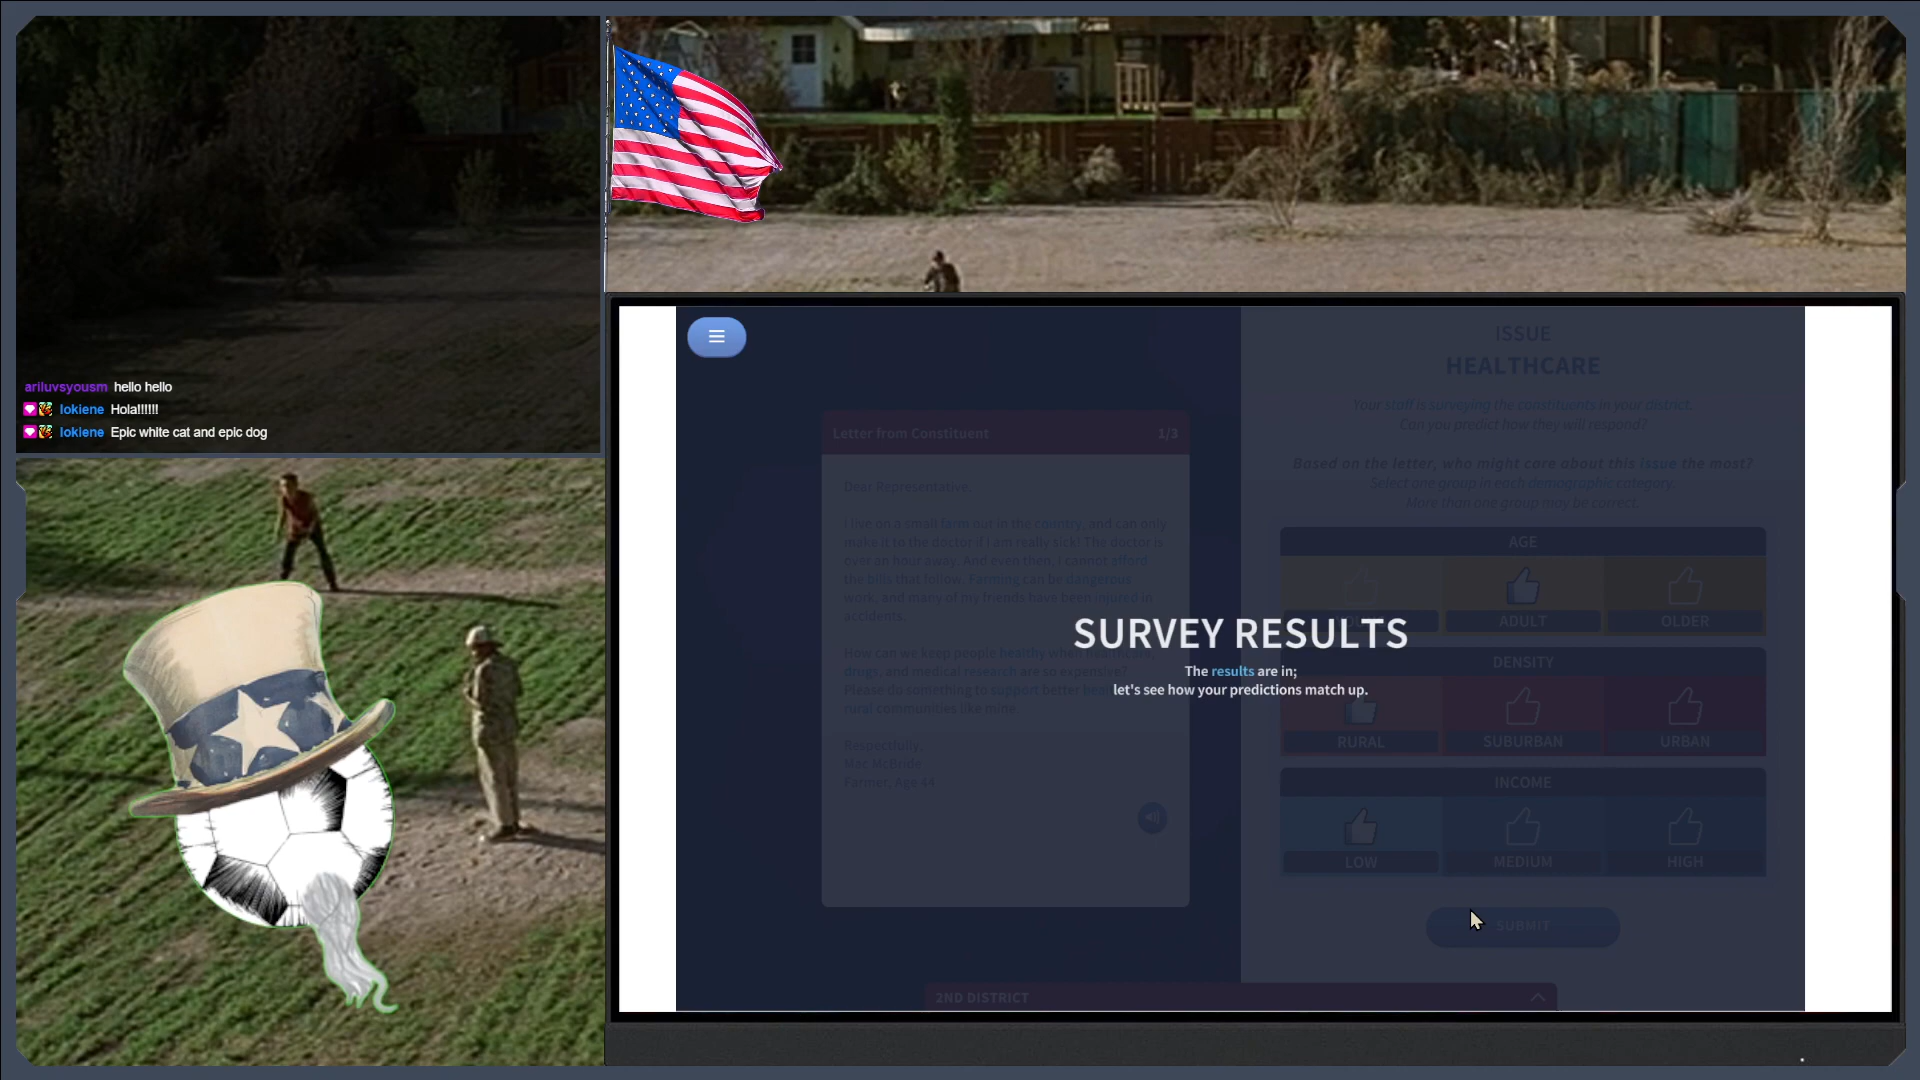 ariluvsyousm hello hello
lokiene Hola!!!!!!
lokiene Epic white cat and epic dog
Letter from Constituent 1/3
Dear Representative,
I live on a small farm out in the country, and can only
make it to the doctor if I am really sick! The doctor is
over an hour away. And even then, I cannot afford
the bills that follow. Farming can be dangerous
work, and many of my friends have been injured in
accidents.
How can we keep people healthy when healthcare,
drugs, and medical research are so expensive?
Please do something to support better
rural communities like mine
Respectfully,
Mac McBride
Farmer, Age 44
ISSUE
HEALTHCARE
Your staff is surveying the constituents in your district.
Can you predict how they will respond?
Based on the letter, who might care about this issue the most?
Select one group in each demographic category.
More than one group may be correct.
AGE
ADULT OLDER
SURVEY RESULTS
The results are in;
let's see how your predictions match up.
DENSITY
RURAL SUBURBAN URBAN
INCOME
LOW MEDIUM HIGH
SUBMIT
2ND DISTRICT